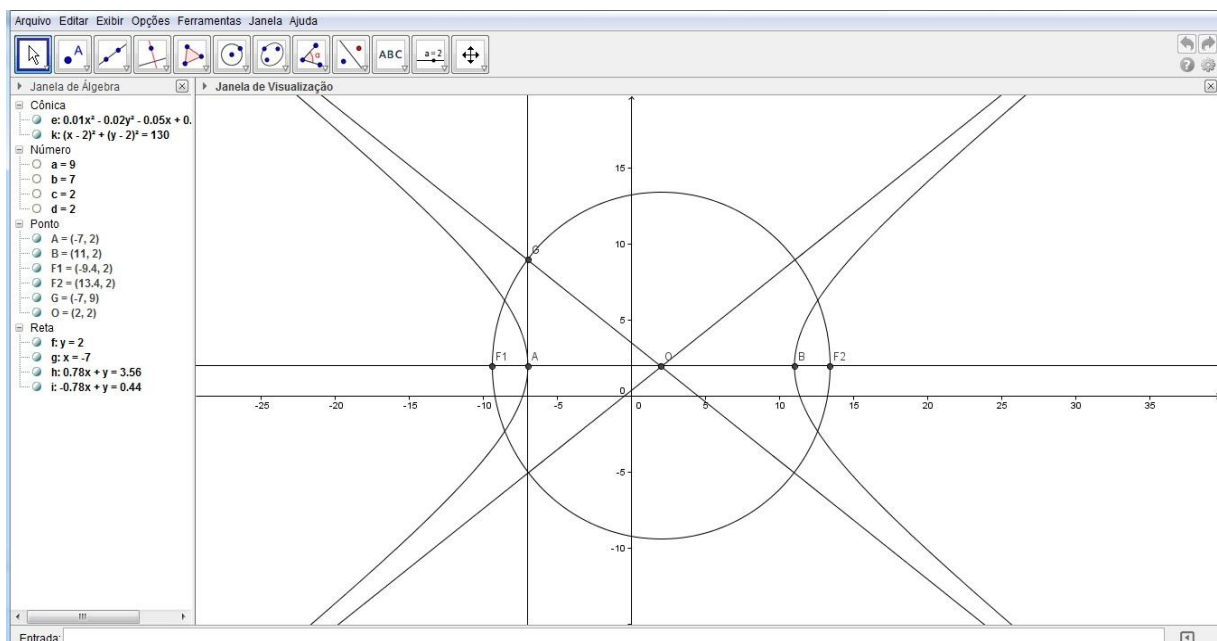 Arquivo Editar Exibir Opções Ferramentas Janela Ajuda
A
α
ABC
a=2
Janela de Álgebra
Janela de Visualização
Cônica
e: 0.01x² - 0.02y² - 0.05x + 0.
k: (x - 2)² + (y - 2)² = 130
Número
a = 9
b = 7
c = 2
d = 2
Ponto
A = (-7, 2)
B = (11, 2)
F1 = (-9.4, 2)
F2 = (13.4, 2)
G = (-7, 9)
O = (2, 2)
Reta
f: y = 2
g: x = -7
h: 0.78x + y = 3.56
i: -0.78x + y = 0.44
15
10
G
5
F1 A O B F2
0
-25 -20 -15 -10 -5 0 5 10 15 20 25 30 35
-5
-10
Entrada: